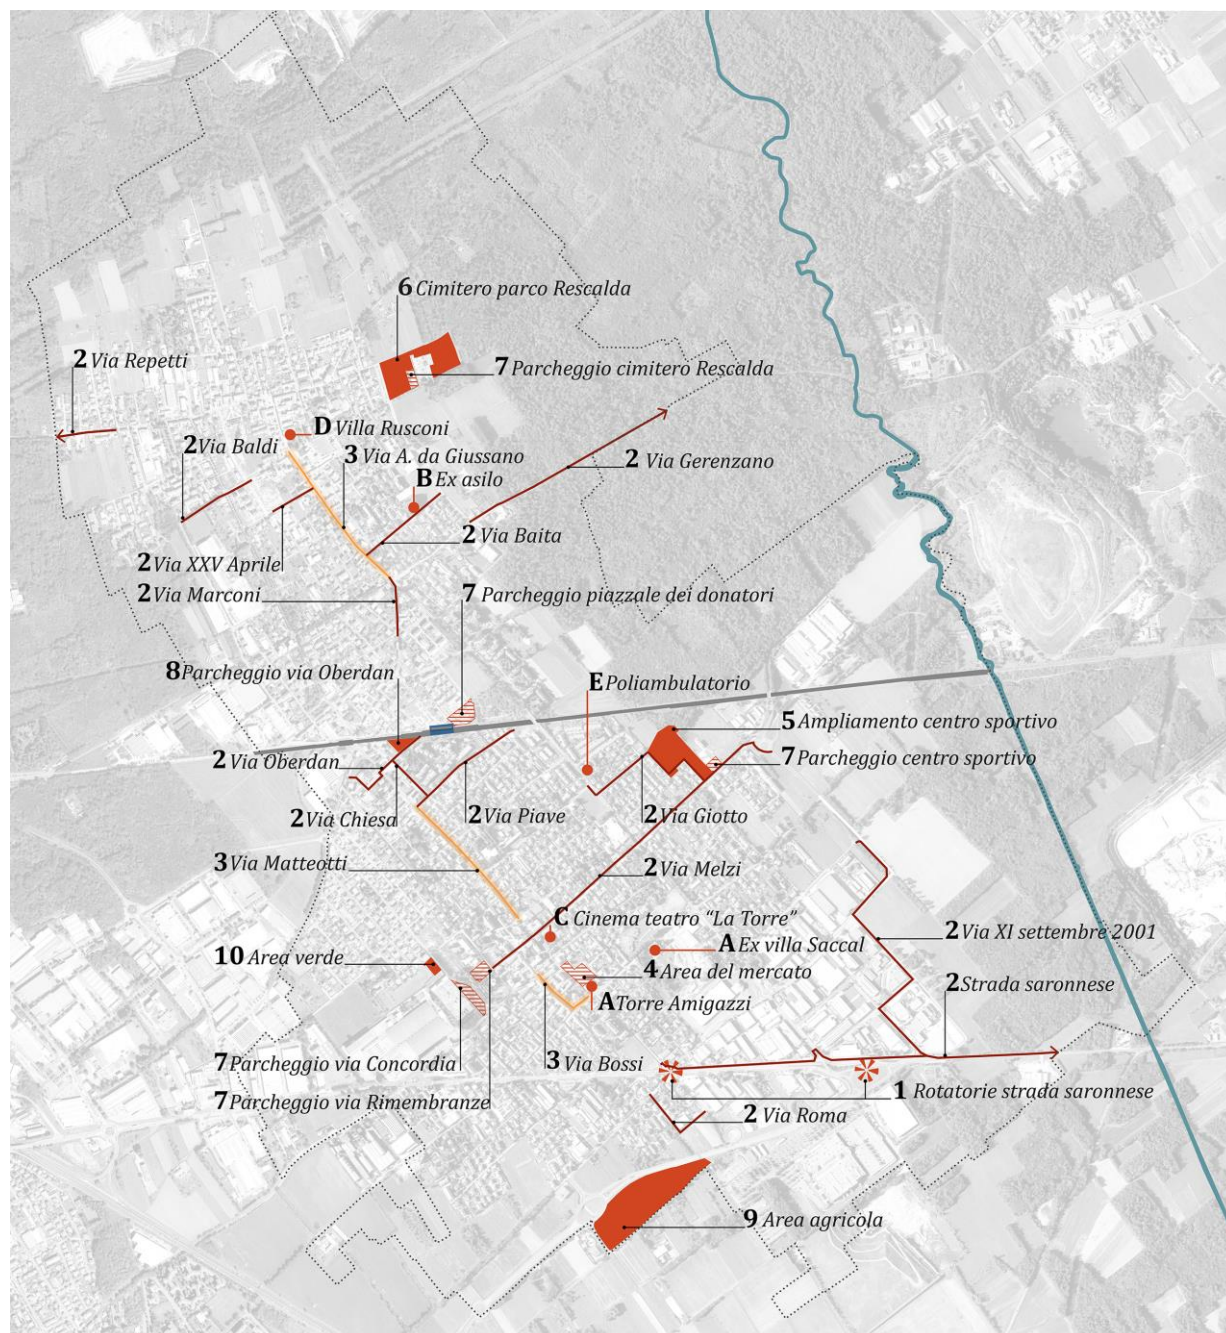 6 Cimitero parco Rescalda
2 Via Repetti
7 Parcheggio cimitero Rescalda
D Villa Rusconi
2 Via Baldi
3 Via A. da Giussano
2 Via Gerenzano
B Ex asilo
2 Via Baita
2 Via XXV Aprile
2 Via Marconi
7 Parcheggio piazzale dei donatori
8 Parcheggio via Oberdan
E Poliambulatorio
5 Ampliamento centro sportivo
2 Via Oberdan
7 Parcheggio centro sportivo
2 Via Chiesa
2 Via Piave
2 Via Giotto
3 Via Matteotti
2 Via Melzi
C Cinema teatro “La Torre”
2 Via XI settembre 2001
A Ex villa Saccal
10 Area verde
4 Area del mercato
2 Strada saronnese
A Torre Amigazzi
7 Parcheggio via Concordia
3 Via Bossi
1 Rotatorie strada saronnese
7 Parcheggio via Rimembranze
2 Via Roma
9 Area agricola